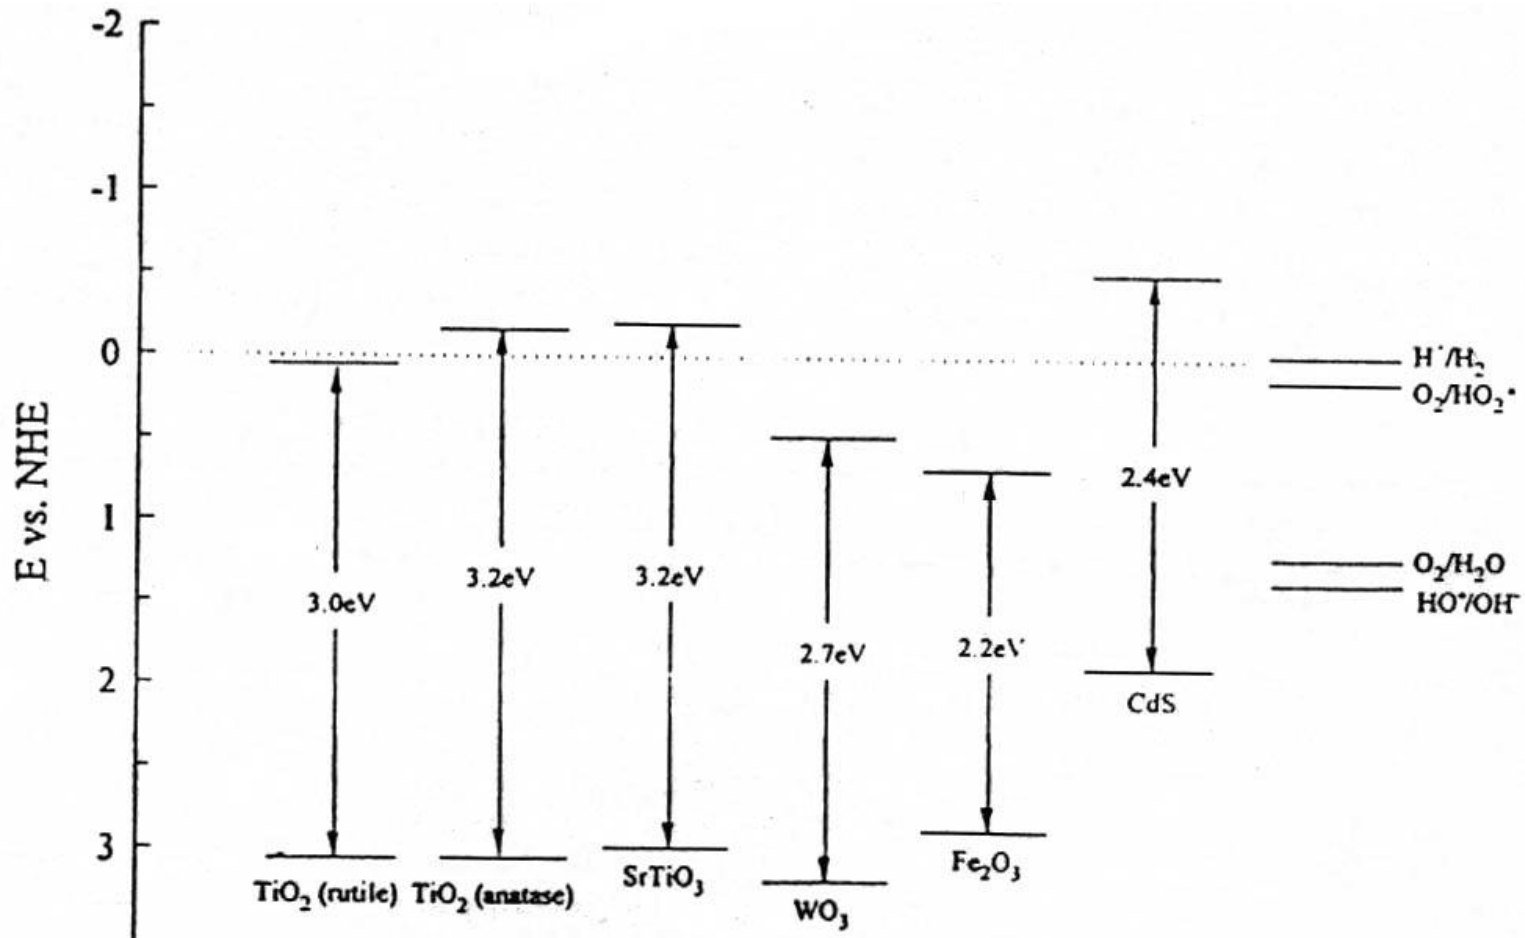 -2
-1
0
1
2
3
E vs. NHE
3.0eV
3.2eV
3.2eV
2.7eV
2.2eV
2.4eV
TiO₂ (rutile)
TiO₂ (anatase)
SrTiO₃
WO₃
Fe₂O₃
CdS
H⁺/H₂
O₂/HO₂•
O₂/H₂O
HO•/OH⁻